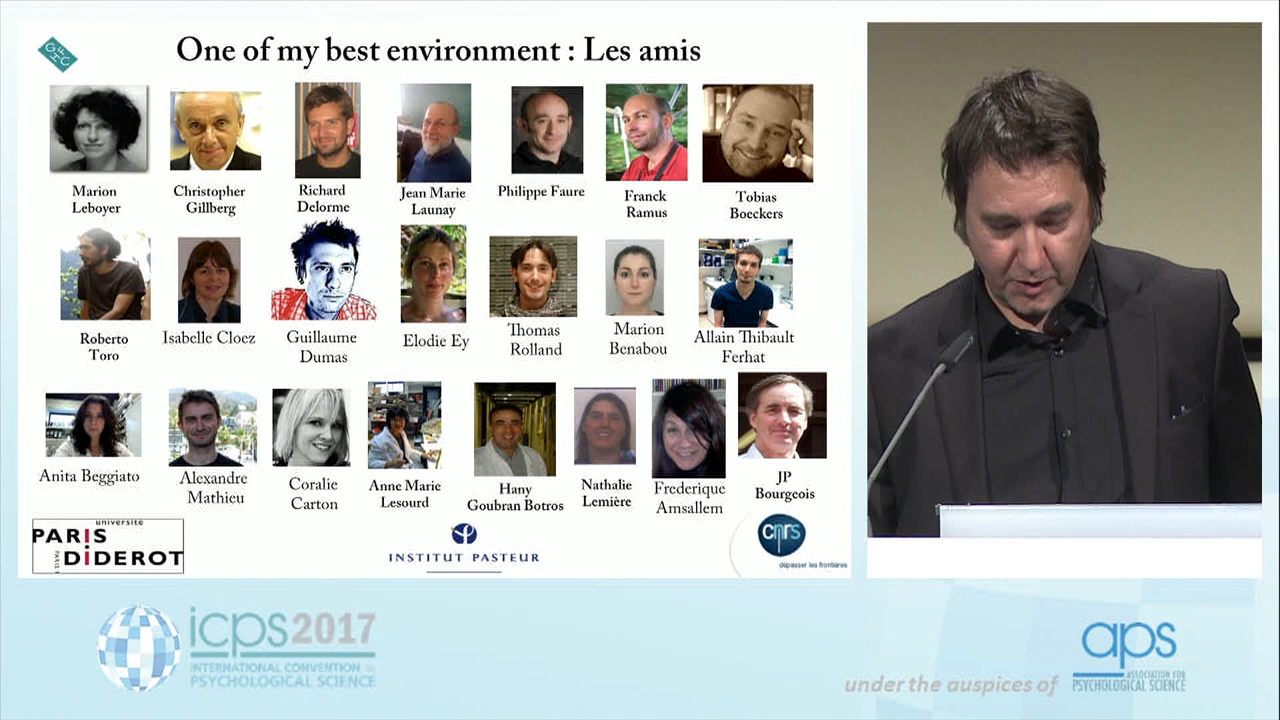 One of my best environment : Les amis
Marion
Leboyer
Christopher
Gillberg
Richard
Delorme
Jean Marie
Launay
Philippe Faure
Franck
Ramus
Tobias
Boeckers
Roberto
Toro
Isabelle Cloez
Guillaume
Dumas
Elodie Ey
Thomas
Rolland
Marion
Benabou
Allain Thibault
Ferhat
Anita Beggiato
Alexandre
Mathieu
Coralie
Carton
Anne Marie
Lesourd
Hany
Goubran Botros
Nathalie
Lemière
Frederique
Amsallem
JP
Bourgeois
université
PARIS
DIDEROT
INSTITUT PASTEUR
cnrs
dépasser les frontières
icps2017
INTERNATIONAL CONVENTION
PSYCHOLOGICAL SCIENCE
under the auspices of
aps
ASSOCIATION FOR
PSYCHOLOGICAL SCIENCE